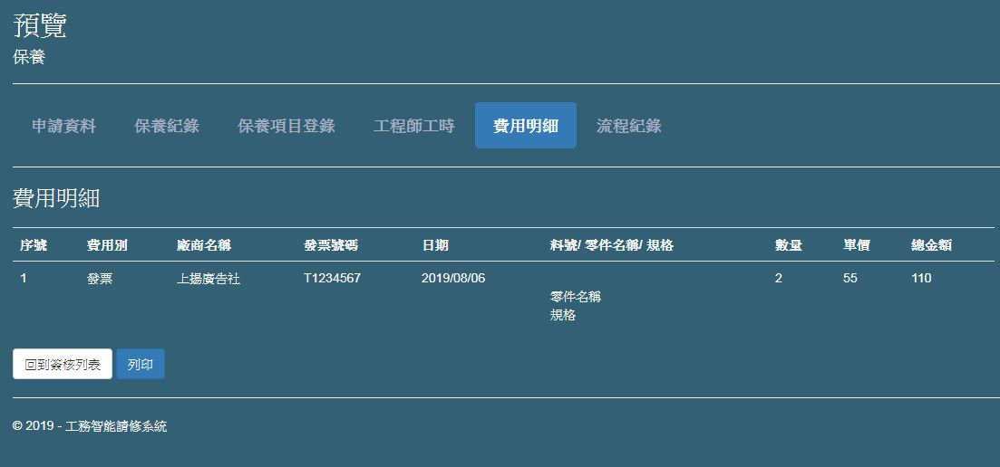 預覽
保養
申請資料 保養紀錄 保養項目登錄 工程師工時 費用明細 流程紀錄
費用明細
序號 費用別 廠商名稱 發票號碼 日期 料號/ 零件名稱/ 規格 數量 單價 總金額
1 發票 上揚廣告社 T1234567 2019/08/06 2 55 110
零件名稱
規格
回到簽核列表 列印
© 2019 - 工務智能請修系統